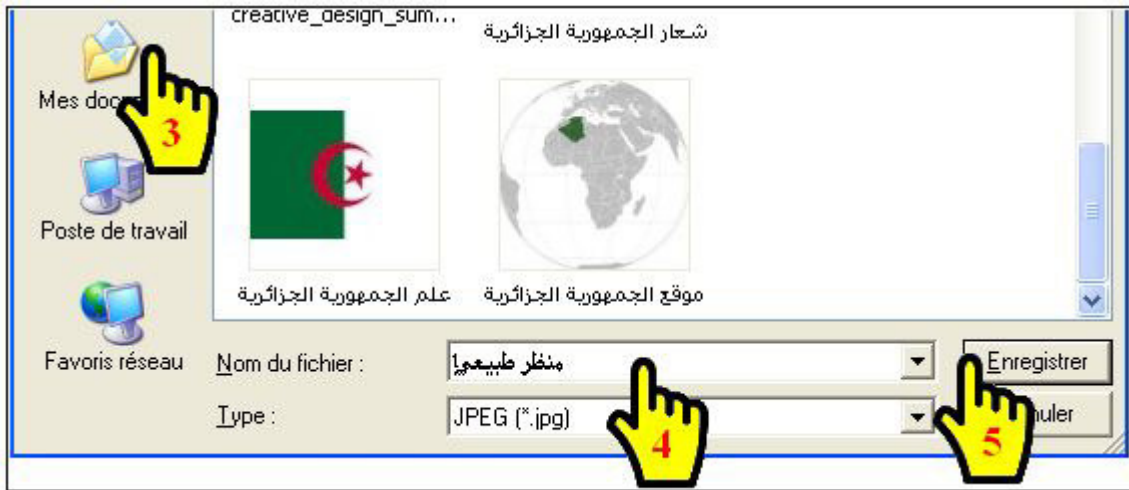 creative_design_sum...
شعار الجمهورية الجزائرية
Mes docu
3
Poste de travail
علم الجمهورية الجزائرية
موقع الجمهورية الجزائرية
Favoris réseau
Nom du fichier :
منظر طبيعي1
Enregistrer
Type :
JPEG (*.jpg)
4
5
nuler